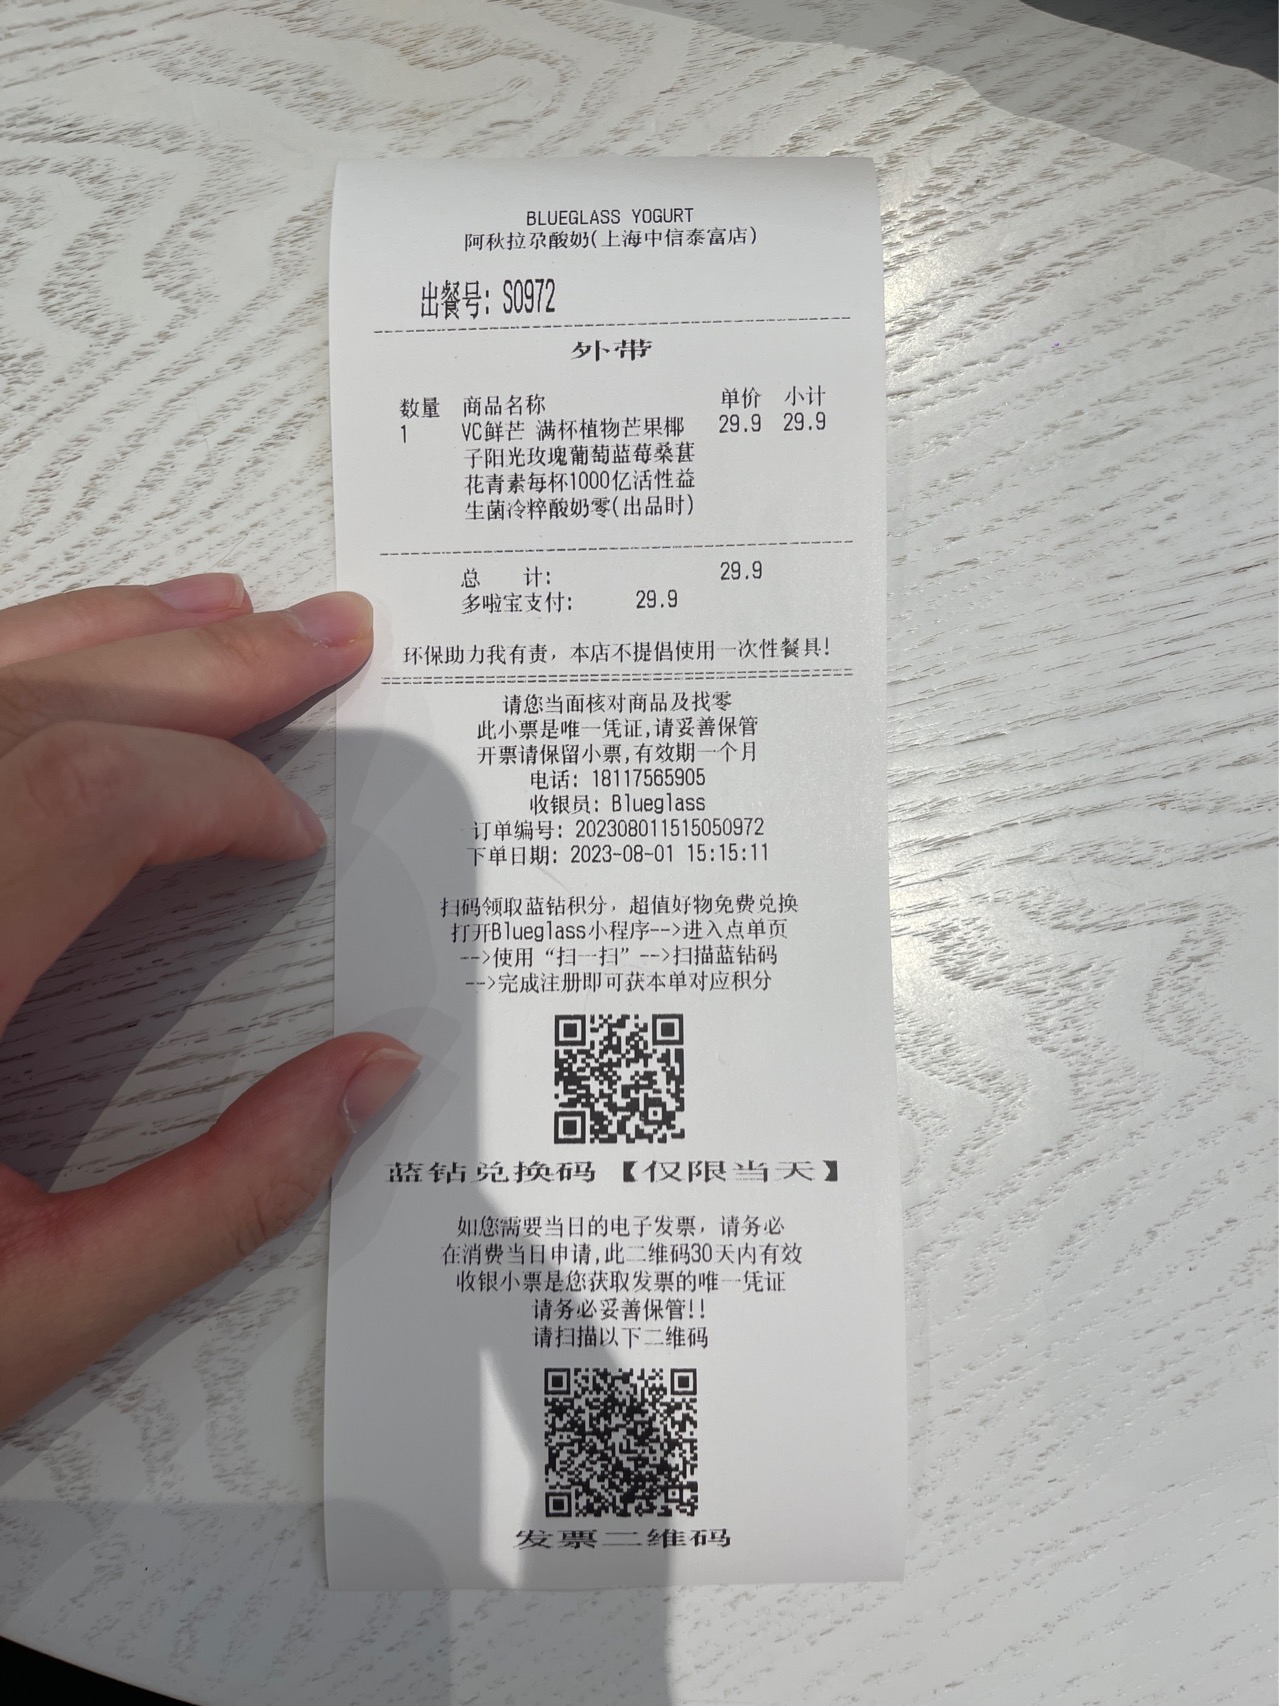 BLUEGLASS YOGURT
阿秋拉尕酸奶(上海中信泰富店)
出餐号: S0972
外带
数量 商品名称 单价 小计
1 VC鲜芒 满杯植物芒果椰 29.9 29.9
子阳光玫瑰葡萄蓝莓桑葚
花青素每杯1000亿活性益
生菌冷粹酸奶零(出品时)
总 计: 29.9
多啦宝支付: 29.9
环保助力我有责，本店不提倡使用一次性餐具!
请您当面核对商品及找零
此小票是唯一凭证,请妥善保管
开票请保留小票,有效期一个月
电话: 18117565905
收银员: Blueglass
订单编号: 202308011515050972
下单日期: 2023-08-01 15:15:11
扫码领取蓝钻积分，超值好物免费兑换
打开Blueglass小程序-->进入点单页
-->使用“扫一扫”-->扫描蓝钻码
-->完成注册即可获本单对应积分
蓝钻兑换码【仅限当天】
如您需要当日的电子发票，请务必
在消费当日申请,此二维码30天内有效
收银小票是您获取发票的唯一凭证
请务必妥善保管!!
请扫描以下二维码
发票二维码